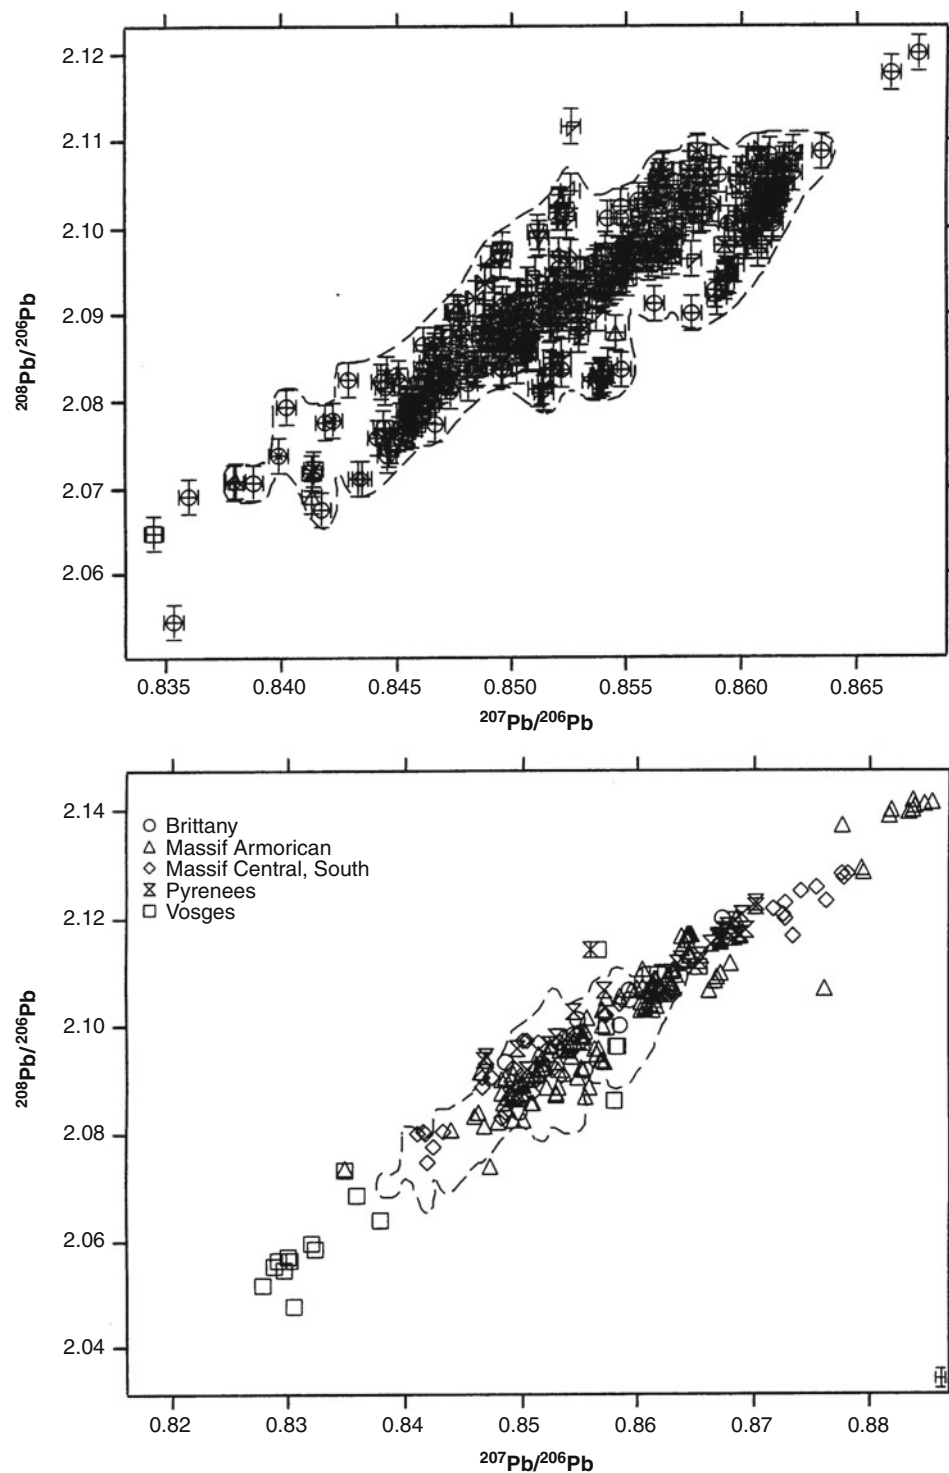 2.12
2.11
2.10
2.09
2.08
2.07
2.06
²⁰⁸Pb/²⁰⁶Pb
0.835 0.840 0.845 0.850 0.855 0.860 0.865
²⁰⁷Pb/²⁰⁶Pb
2.14
2.12
2.10
2.08
2.06
2.04
²⁰⁸Pb/²⁰⁶Pb
Brittany
Massif Armorican
Massif Central, South
Pyrenees
Vosges
0.82 0.83 0.84 0.85 0.86 0.87 0.88
²⁰⁷Pb/²⁰⁶Pb